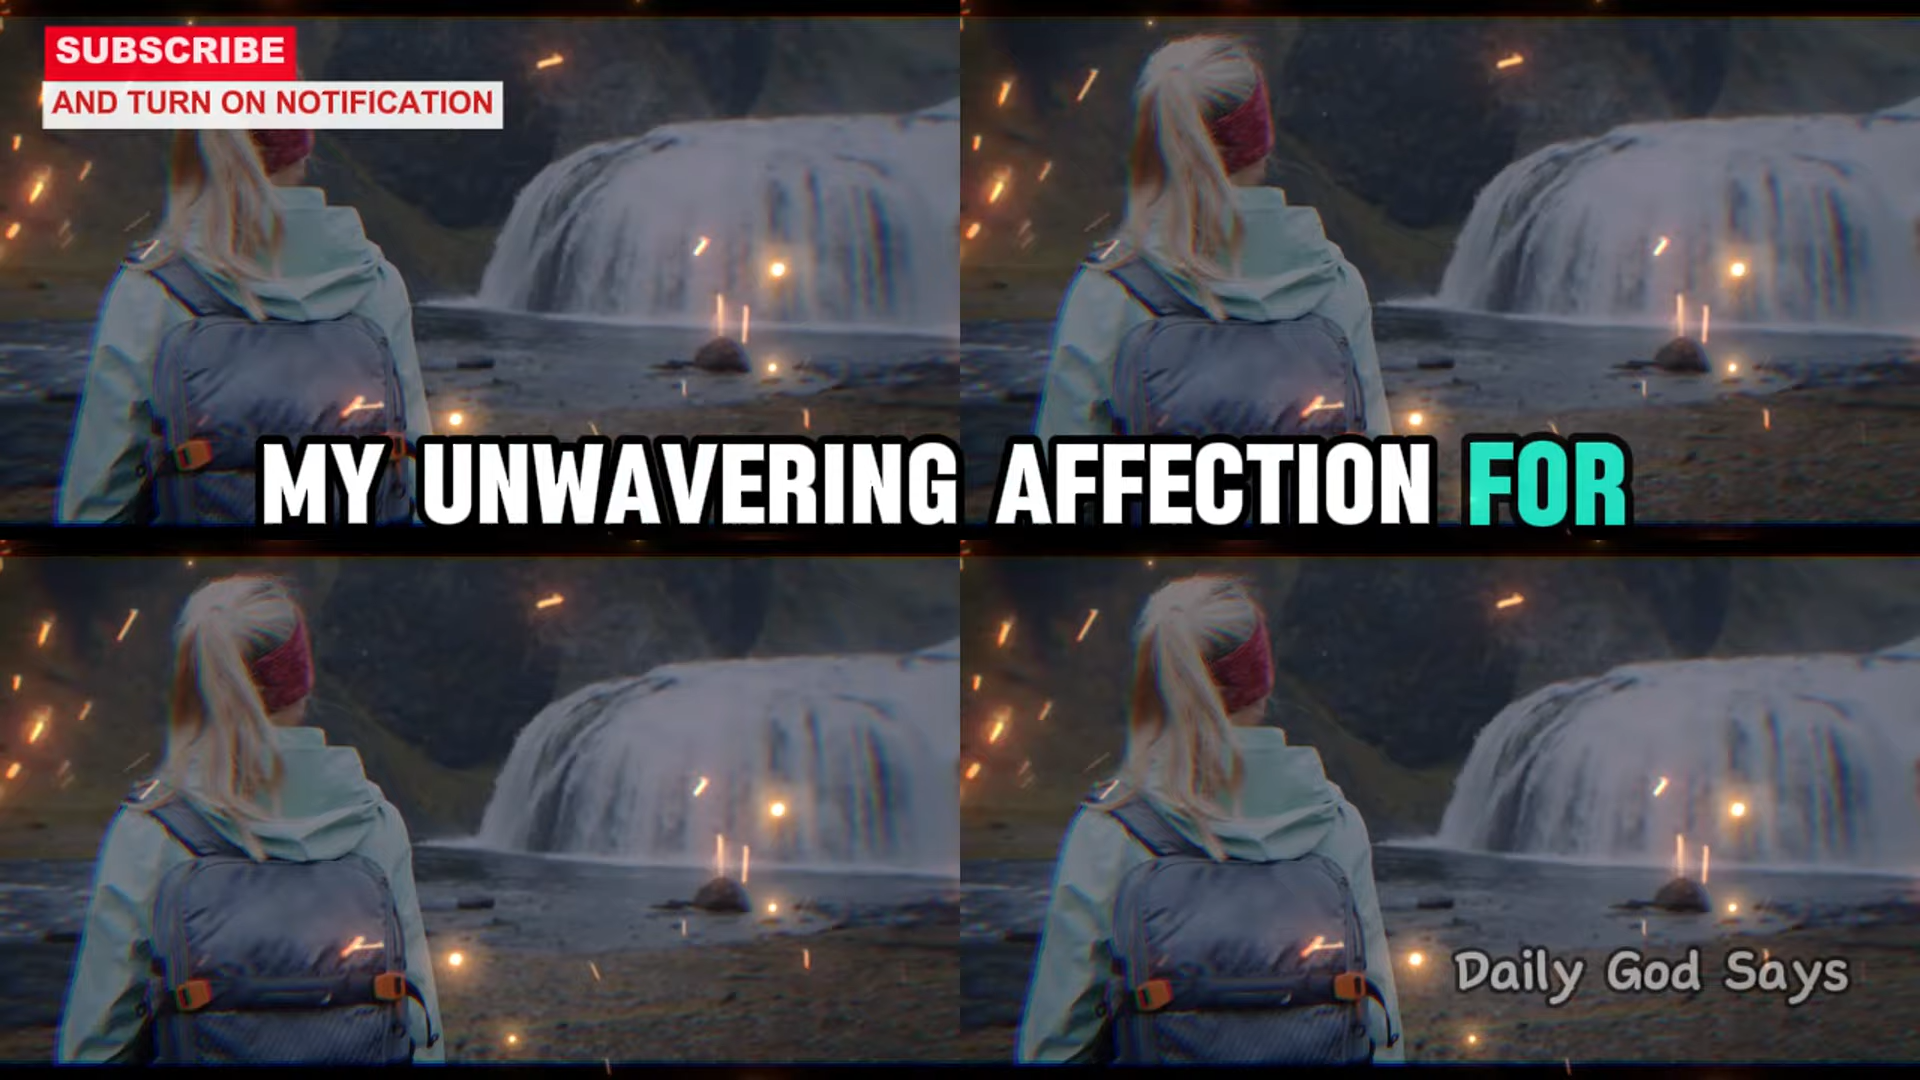 SUBSCRIBE
AND TURN ON NOTIFICATION
MY UNWAVERING AFFECTION FOR
Daily God Says